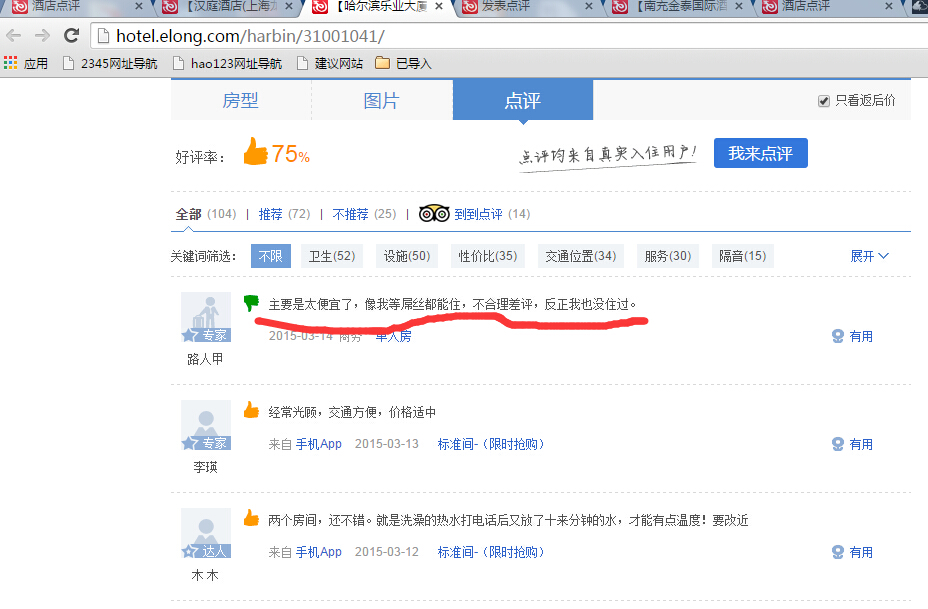 酒店点评
【汉庭酒店(上海
【哈尔滨乐业大厦
发表点评
【南充金泰国际酒
酒店点评
hotel.elong.com/harbin/31001041/
应用 2345网址导航 hao123网址导航 建议网站 已导入
房型 图片 点评 只看返后价
好评率： 75% 点评均来自真实入住用户! 我来点评
全部 (104) | 推荐 (72) | 不推荐 (25) | 到到点评 (14)
关键词筛选： 不限 卫生(52) 设施(50) 性价比(35) 交通位置(34) 服务(30) 隔音(15) 展开
主要是太便宜了，像我等屌丝都能住，不合理差评，反正我也没住过。
专家 2015-03-14 商务 单人房 有用
路人甲
经常光顾，交通方便，价格适中
专家 来自 手机App 2015-03-13 标准间-（限时抢购） 有用
李瑛
两个房间，还不错。就是洗澡的热水打电话后又放了十来分钟的水，才能有点温度！要改近
达人 来自 手机App 2015-03-12 标准间-（限时抢购） 有用
木木